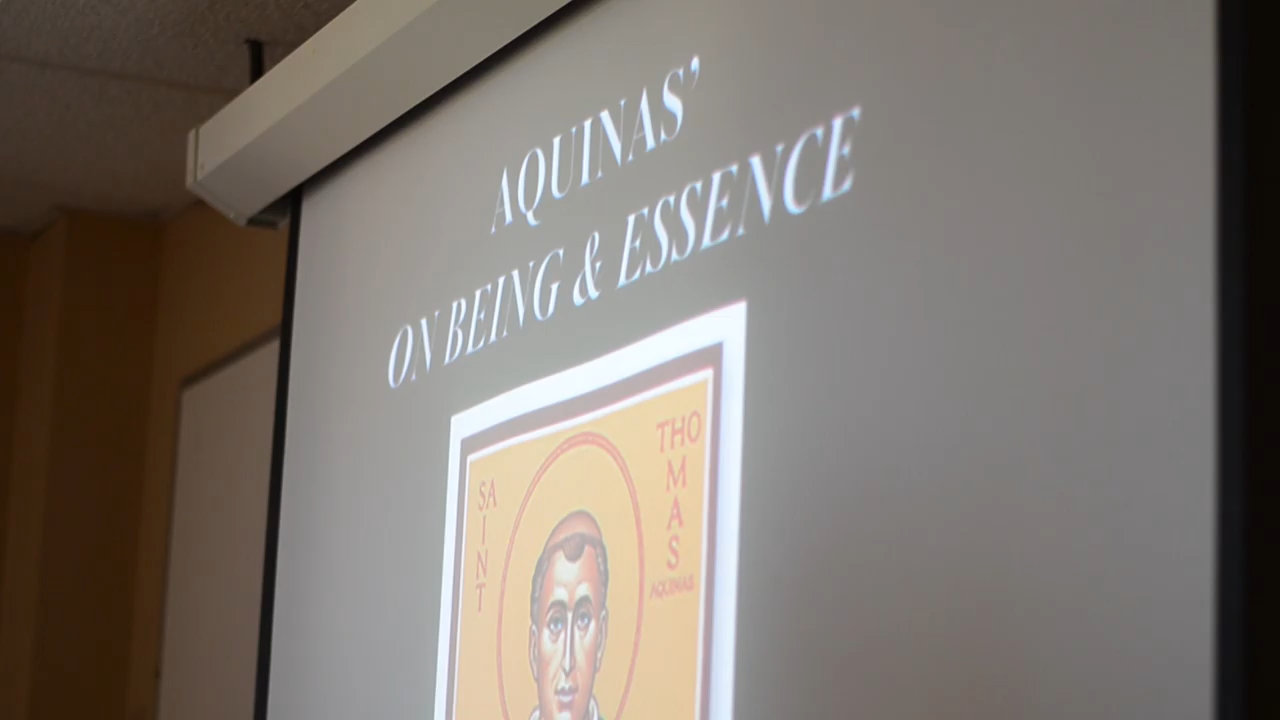 AQUINAS’
ON BEING & ESSENCE
SAINT
THOMAS
AQUINAS